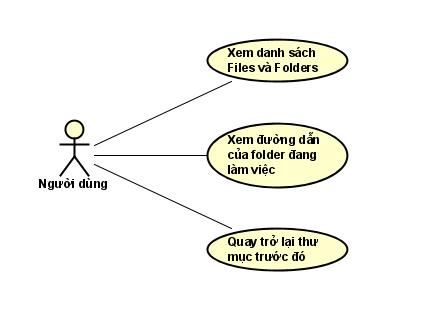 Xem danh sách
Files và Folders
Xem đường dẫn
của folder đang
làm việc
Người dùng
Quay trở lại thư
mục trước đó